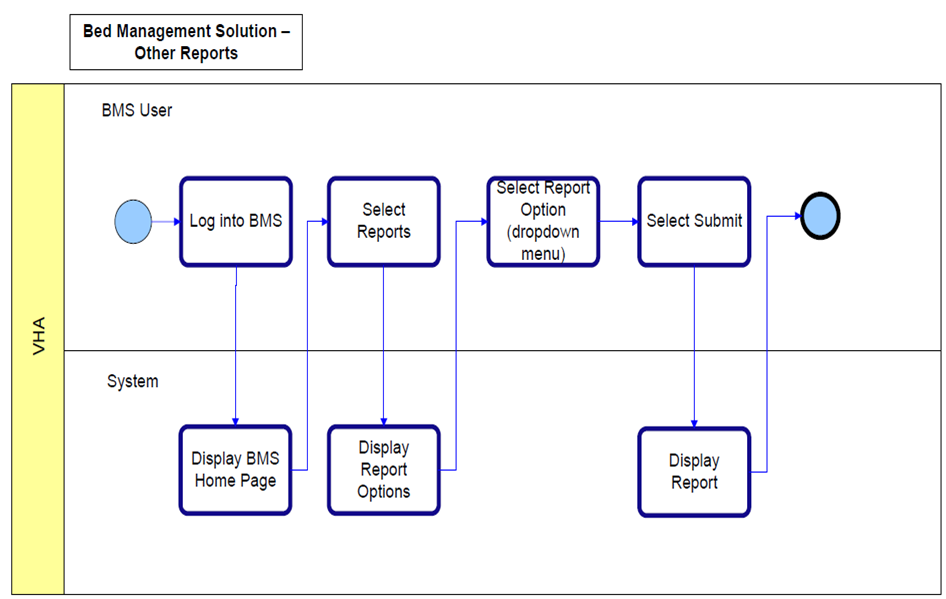 Bed Management Solution –
Other Reports
VHA
BMS User
Log into BMS
Select
Reports
Select Report
Option
(dropdown
menu)
Select Submit
System
Display BMS
Home Page
Display
Report
Options
Display
Report